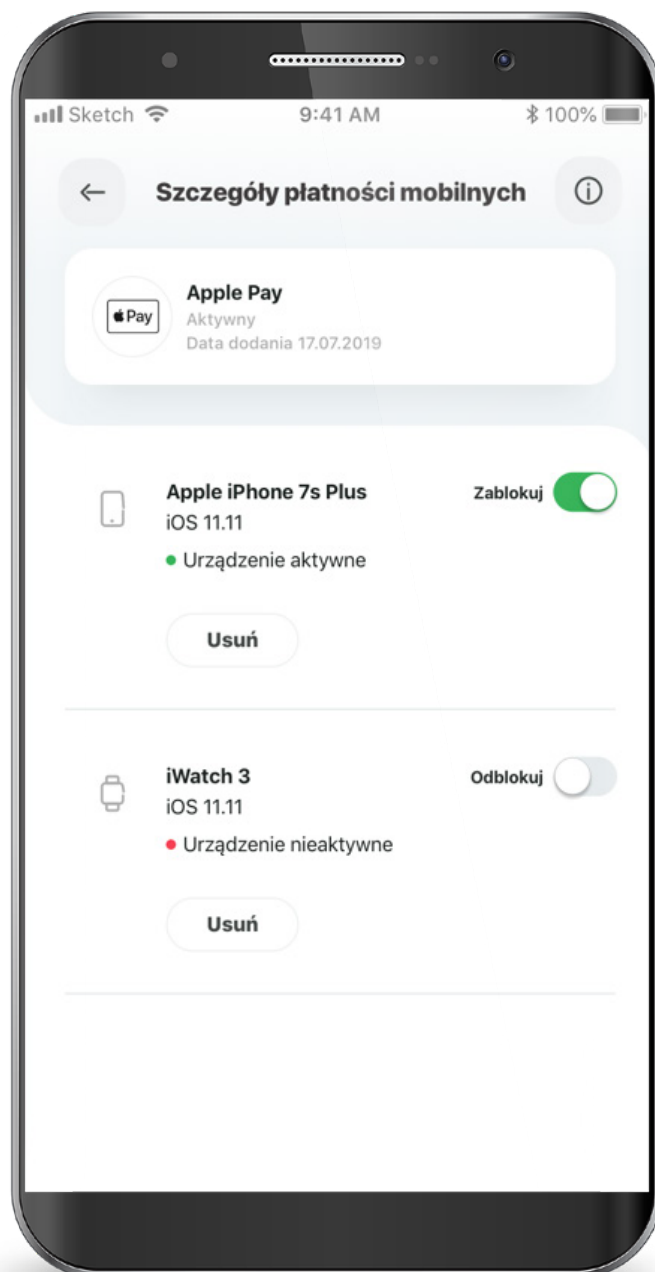 Sketch 9:41 AM 100%
Szczegóły płatności mobilnych
Pay
Apple Pay
Aktywny
Data dodania 17.07.2019
Apple iPhone 7s Plus Zablokuj
iOS 11.11
Urządzenie aktywne
Usuń
iWatch 3 Odblokuj
iOS 11.11
Urządzenie nieaktywne
Usuń